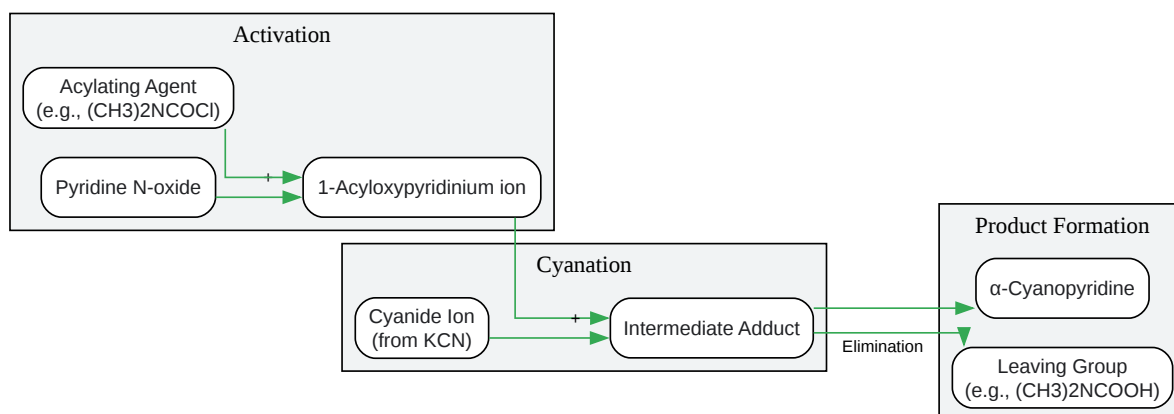 Activation
Acylating Agent
(e.g., (CH3)2NCOCl)
+
Pyridine N-oxide
1-Acyloxypyridinium ion
Cyanation
Cyanide Ion
(from KCN)
+
Intermediate Adduct
Elimination
Product Formation
α-Cyanopyridine
Leaving Group
(e.g., (CH3)2NCOOH)